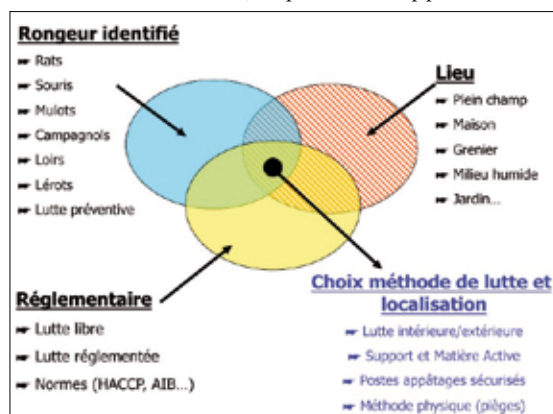 Rongeur identifié
Rats
Souris
Mulots
Campagnols
Loirs
Lérots
Lutte préventive
Lieu
Plein champ
Maison
Grenier
Milieu humide
Jardin...
Réglementaire
Lutte libre
Lutte réglementée
Normes (HACCP, AIB...)
Choix méthode de lutte et
localisation
Lutte intérieure/extérieure
Support et Matière Active
Postes appâtages sécurisés
Méthode physique (pièges)